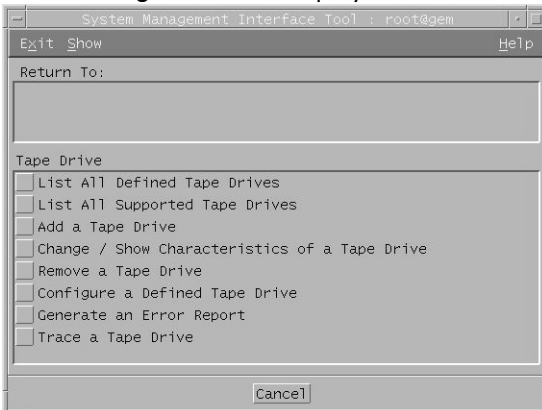 System Management Interface Tool : root@gem
Exit Show Help
Return To:
Tape Drive
List All Defined Tape Drives
List All Supported Tape Drives
Add a Tape Drive
Change / Show Characteristics of a Tape Drive
Remove a Tape Drive
Configure a Defined Tape Drive
Generate an Error Report
Trace a Tape Drive
Cancel